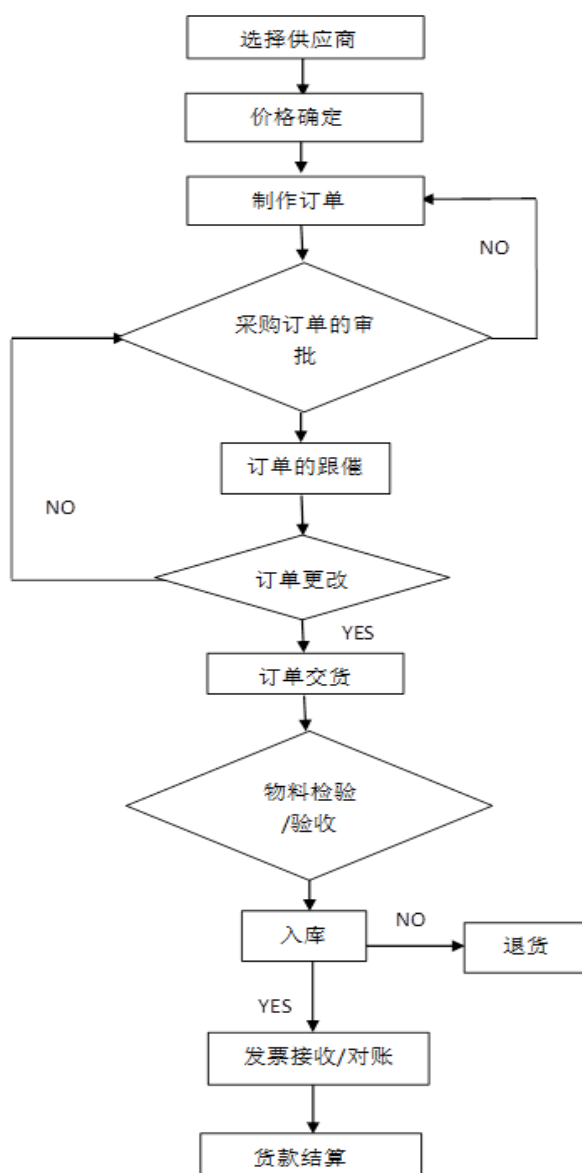 选择供应商
价格确定
制作订单
NO
采购订单的审
批
订单的跟催
NO
订单更改
YES
订单交货
物料检验
/验收
入库
NO
退货
YES
发票接收/对账
货款结算